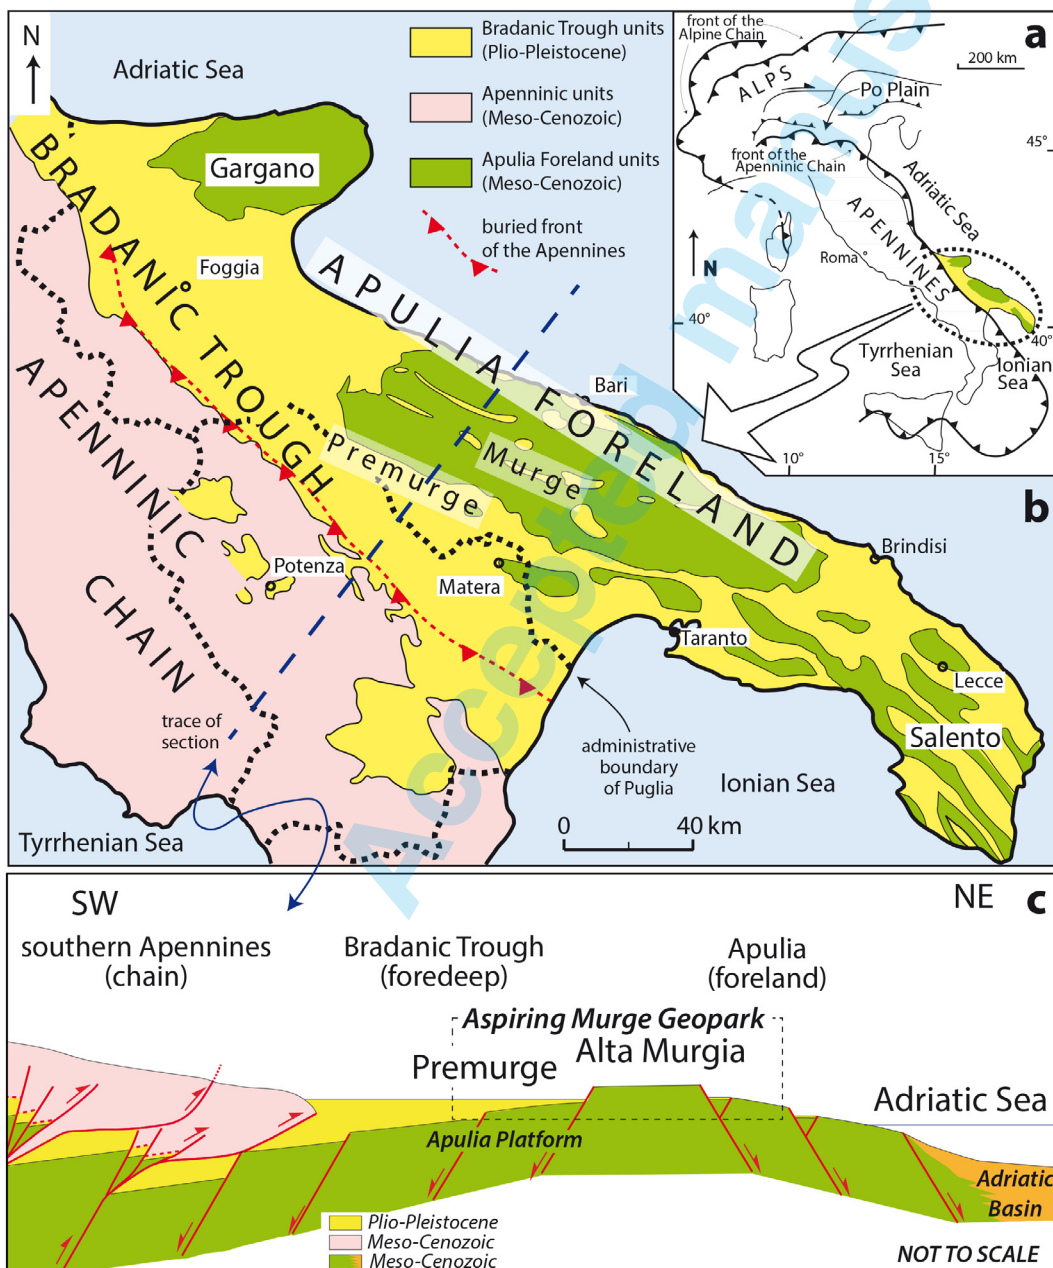 N
Adriatic Sea
Bradanic Trough units
(Plio-Pleistocene)
Apenninic units
(Meso-Cenozoic)
Apulia Foreland units
(Meso-Cenozoic)
buried front
of the Apennines
Gargano
Foggia
BRADANIC TROUGH
APULIA FORELAND
APENNINIC
CHAIN
Bari
Premurge
Murge
Potenza
Matera
Brindisi
Taranto
Lecce
Salento
trace of
section
administrative
boundary
of Puglia
Ionian Sea
Tyrrhenian Sea
0 40 km
b
a
front of the
Alpine Chain
200 km
ALPS
Po Plain
45°
front of the
Apenninic Chain
Adriatic Sea
APENNINES
Roma
N
40°
40°
Tyrrhenian
Sea
Ionian
Sea
10°
15°
Accepted manus
SW
NE
c
southern Apennines
(chain)
Bradanic Trough
(foredeep)
Apulia
(foreland)
Aspiring Murge Geopark
Premurge
Alta Murgia
Adriatic Sea
Apulia Platform
Adriatic
Basin
Plio-Pleistocene
Meso-Cenozoic
Meso-Cenozoic
NOT TO SCALE